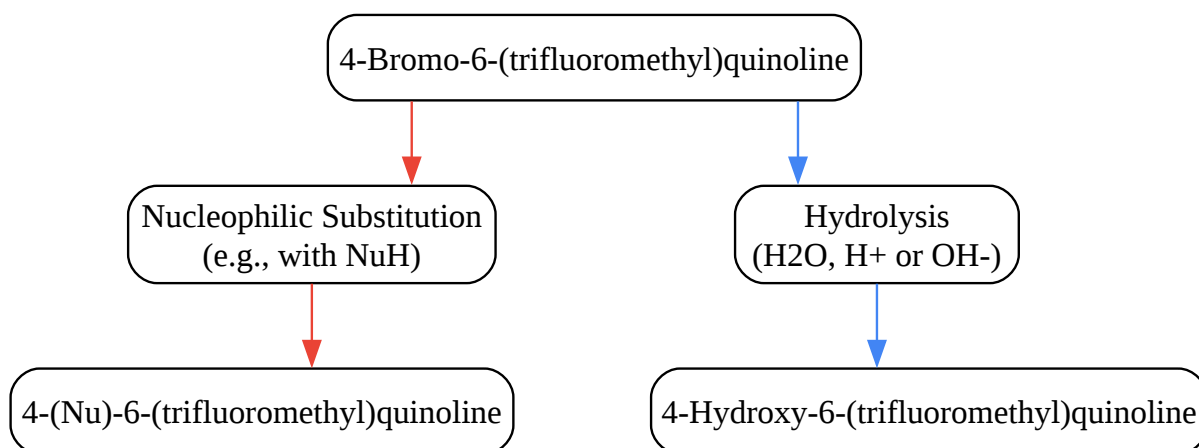 4-Bromo-6-(trifluoromethyl)quinoline
Nucleophilic Substitution
(e.g., with NuH)
Hydrolysis
(H2O, H+ or OH-)
4-(Nu)-6-(trifluoromethyl)quinoline
4-Hydroxy-6-(trifluoromethyl)quinoline